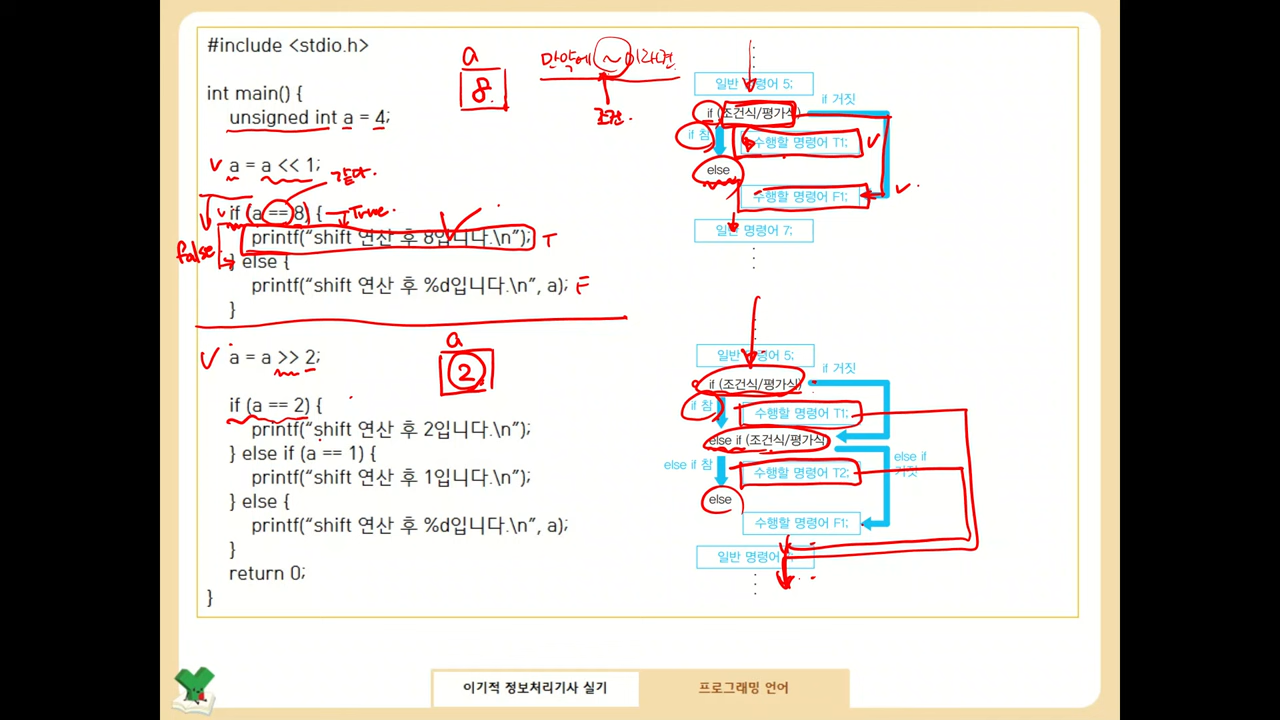 #include <stdio.h>
int main() {
unsigned int a = 4;
a = a << 1;
if (a == 8) {
printf("shift 연산 후 8입니다.\n");
} else {
printf("shift 연산 후 %d입니다.\n", a);
}
a = a >> 2;
if (a == 2) {
printf("shift 연산 후 2입니다.\n");
} else if (a == 1) {
printf("shift 연산 후 1입니다.\n");
} else {
printf("shift 연산 후 %d입니다.\n", a);
}
return 0;
}
a
8
만약에 ~이라면
조건
같다
True
false
T
F
a
2
일반 명령어 5;
if (조건식/평가식)
if 거짓
if 참
수행할 명령어 T1;
else
수행할 명령어 F1;
일반 명령어 7;
일반 명령어 5;
if (조건식/평가식)
if 거짓
if 참
수행할 명령어 T1;
else if (조건식/평가식
else if 참
수행할 명령어 T2;
else if
거짓
else
수행할 명령어 F1;
일반 명령어
이기적 정보처리기사 실기
프로그래밍 언어